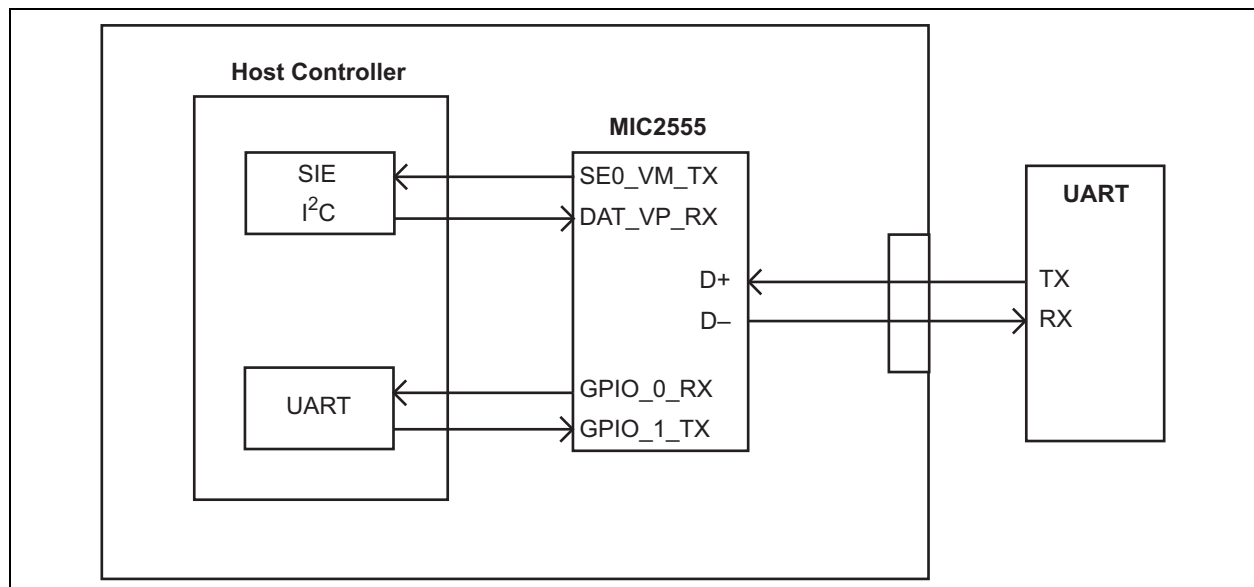 Host Controller
MIC2555
SIE
I²C
SE0_VM_TX
DAT_VP_RX
UART
D+
D–
TX
RX
UART
GPIO_0_RX
GPIO_1_TX